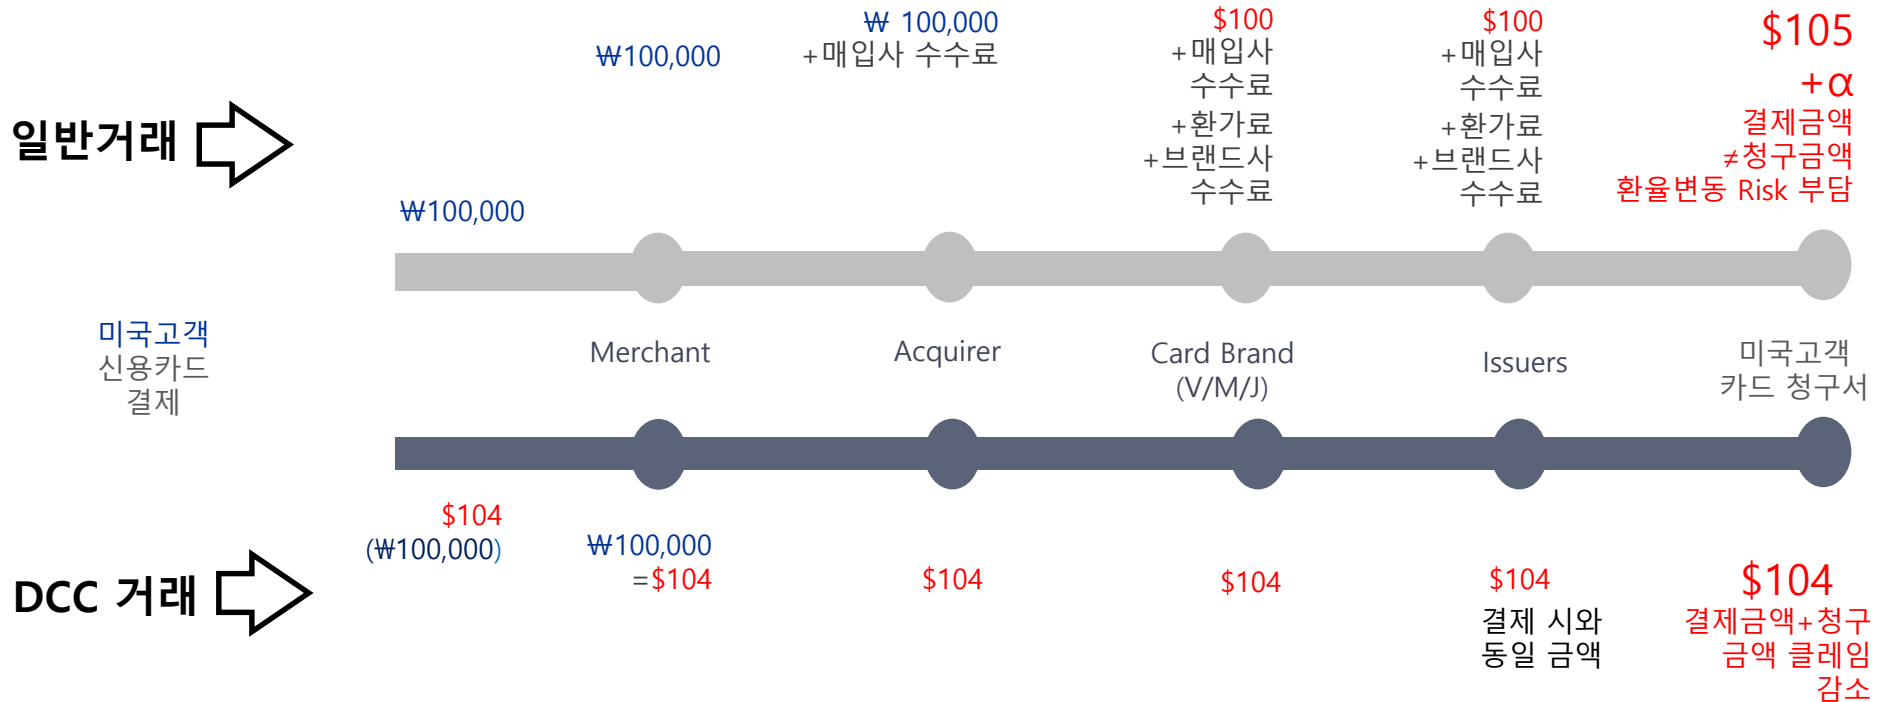 일반거래
₩100,000
₩100,000
₩ 100,000
+매입사 수수료
$100
+매입사
수수료
+환가료
+브랜드사
수수료
$100
+매입사
수수료
+환가료
+브랜드사
수수료
$105
+α
결제금액
≠청구금액
환율변동 Risk 부담
미국고객
신용카드
결제
Merchant
Acquirer
Card Brand
(V/M/J)
Issuers
미국고객
카드 청구서
DCC 거래
$104
(₩100,000)
₩100,000
=$104
$104
$104
$104
결제 시와
동일 금액
$104
결제금액+청구
금액 클레임
감소